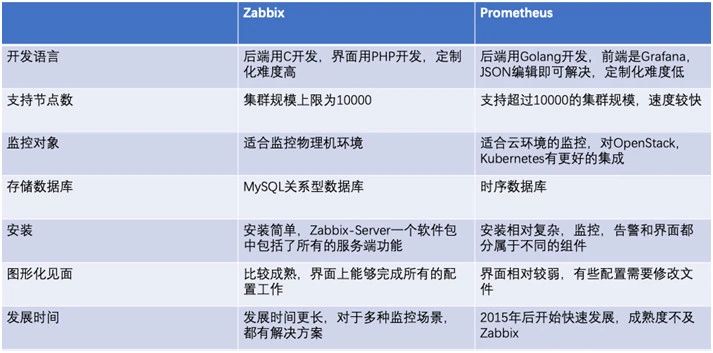 Zabbix
Prometheus
开发语言
后端用C开发，界面用PHP开发，定制
化难度高
后端用Golang开发，前端是Grafana，
JSON编辑即可解决，定制化难度低
支持节点数
集群规模上限为10000
支持超过10000的集群规模，速度较快
监控对象
适合监控物理机环境
适合云环境的监控，对OpenStack，
Kubernetes有更好的集成
存储数据库
MySQL关系型数据库
时序数据库
安装
安装简单，Zabbix-Server一个软件包
中包括了所有的服务端功能
安装相对复杂，监控，告警和界面都
分属于不同的组件
图形化见面
比较成熟，界面上能够完成所有的配
置工作
界面相对较弱，有些配置需要修改文
件
发展时间
发展时间更长，对于多种监控场景，
都有解决方案
2015年后开始快速发展，成熟度不及
Zabbix